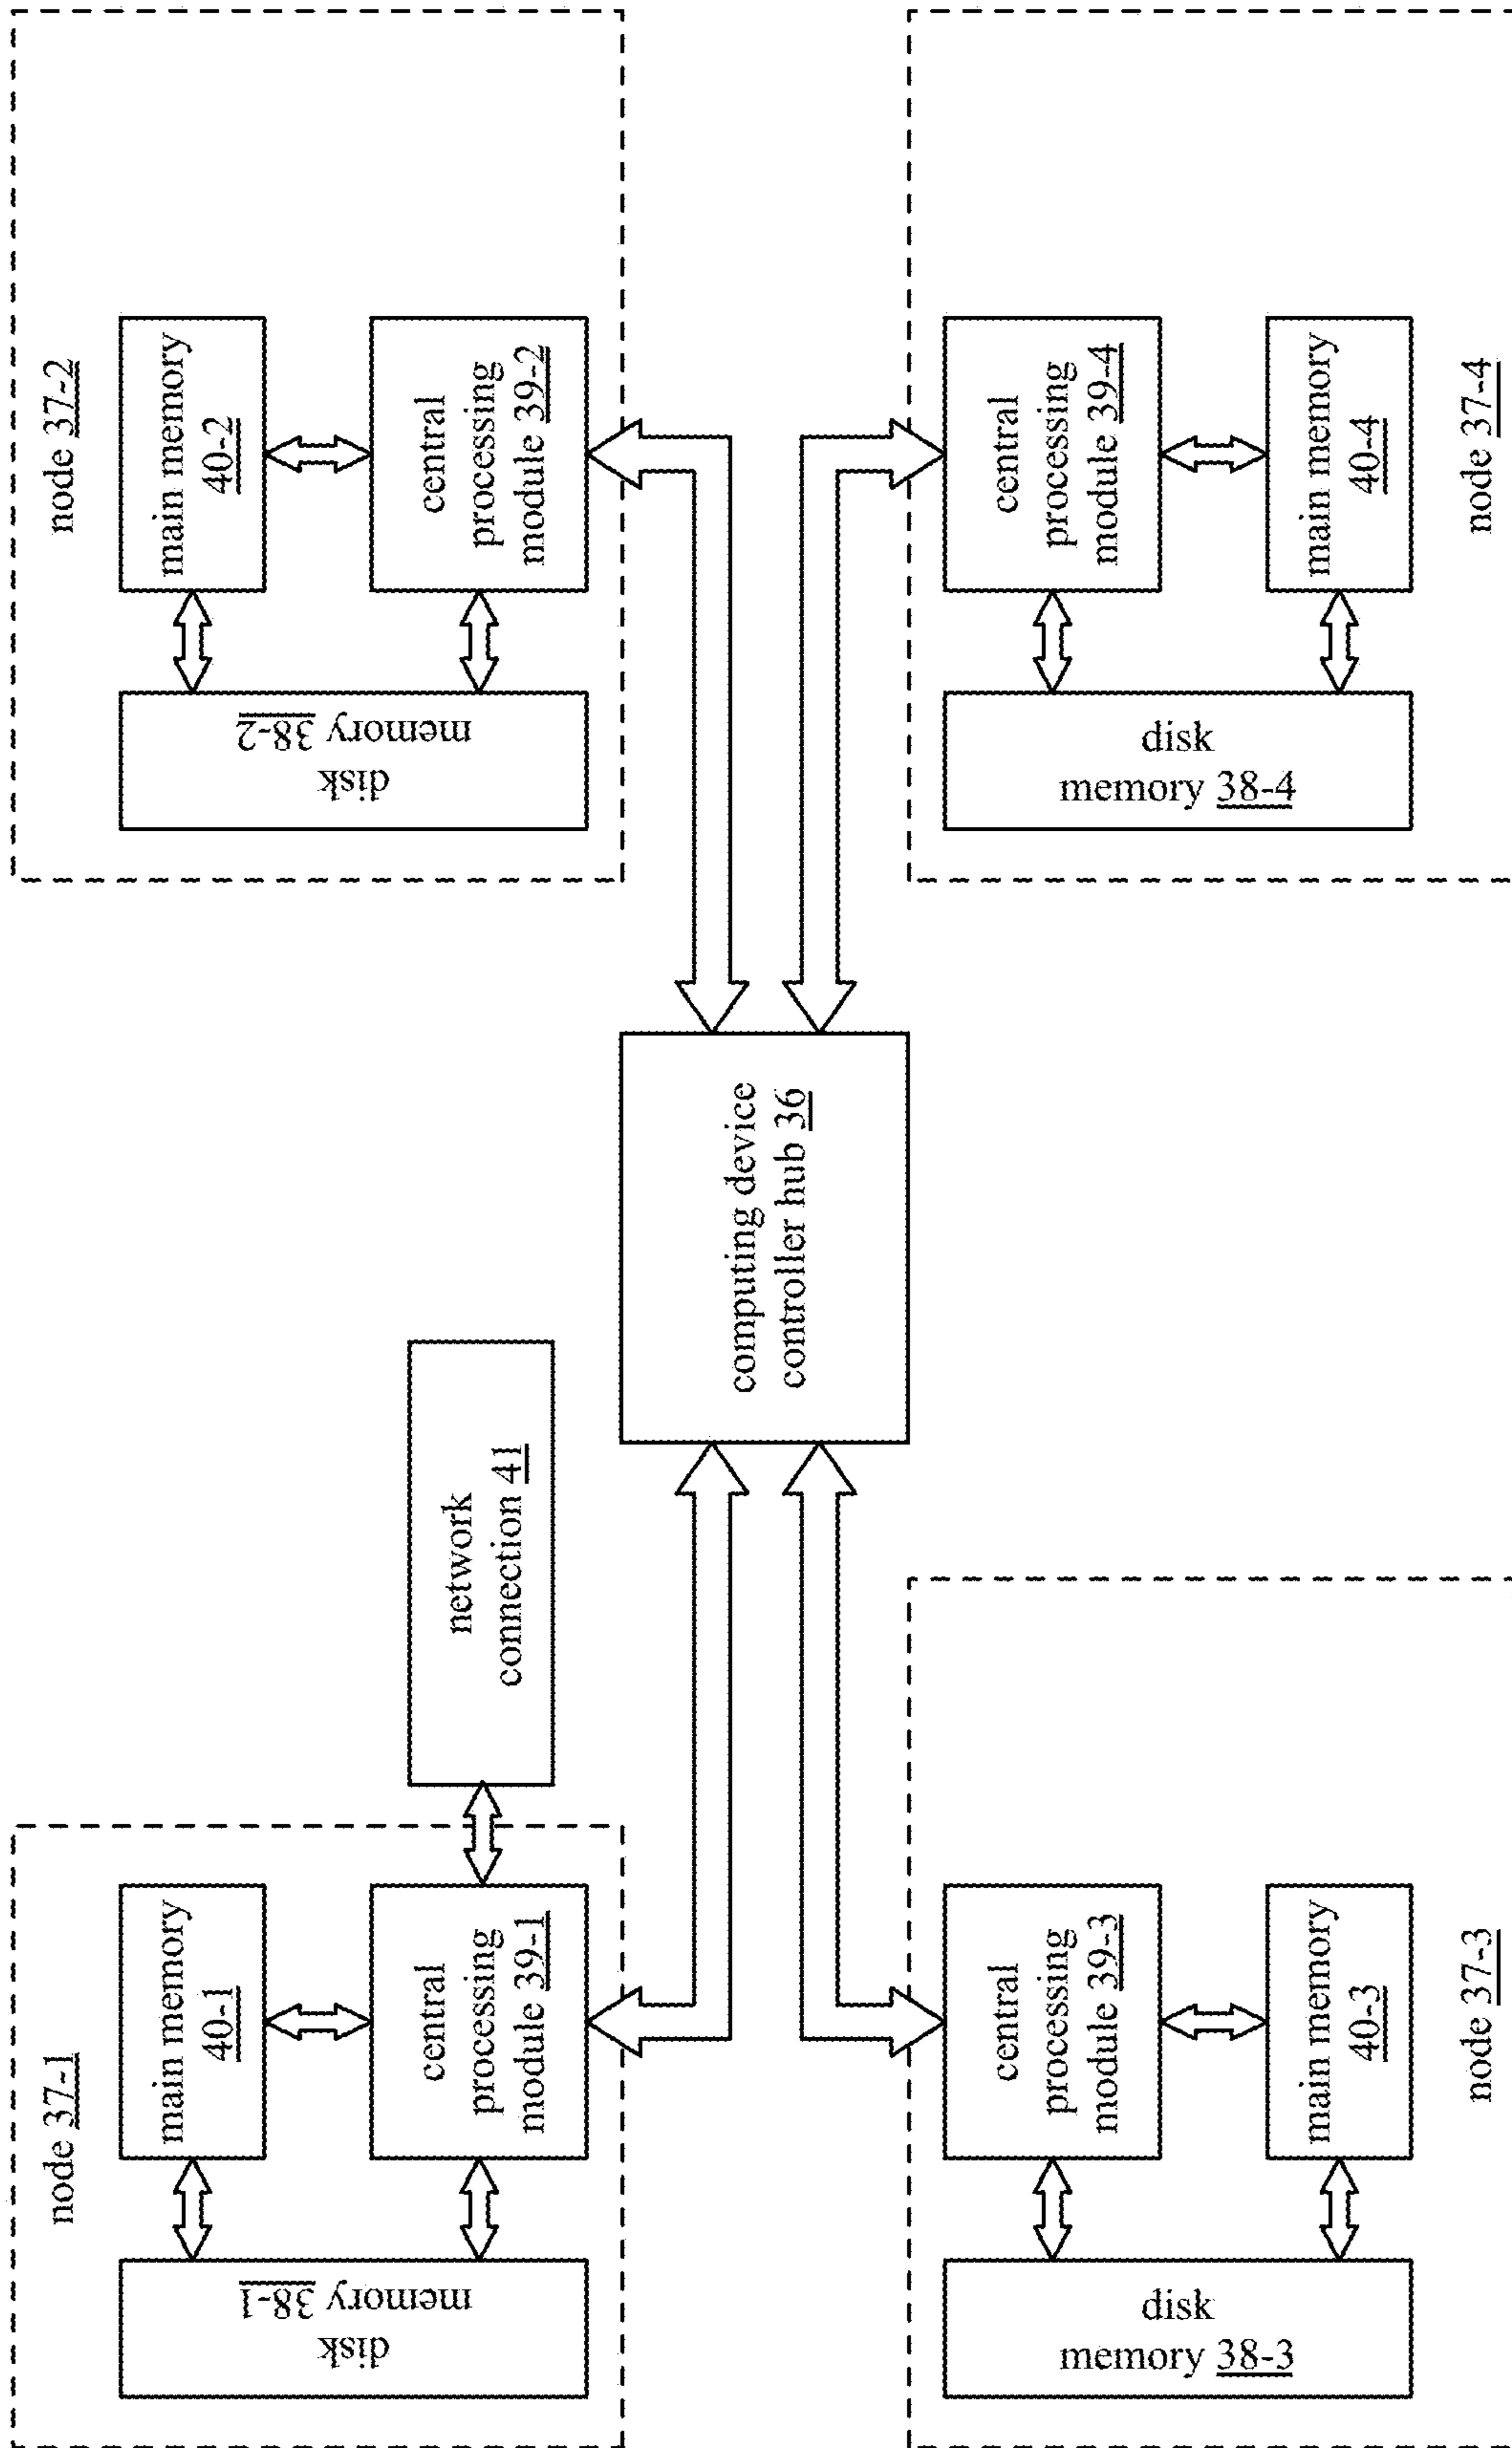 node 37-1
main memory
40-1
central
processing
module 39-1
disk
memory 38-1
network
connection 41
node 37-2
main memory
40-2
central
processing
module 39-2
disk
memory 38-2
computing device
controller hub 36
central
processing
module 39-3
main memory
40-3
disk
memory 38-3
node 37-3
central
processing
module 39-4
main memory
40-4
disk
memory 38-4
node 37-4